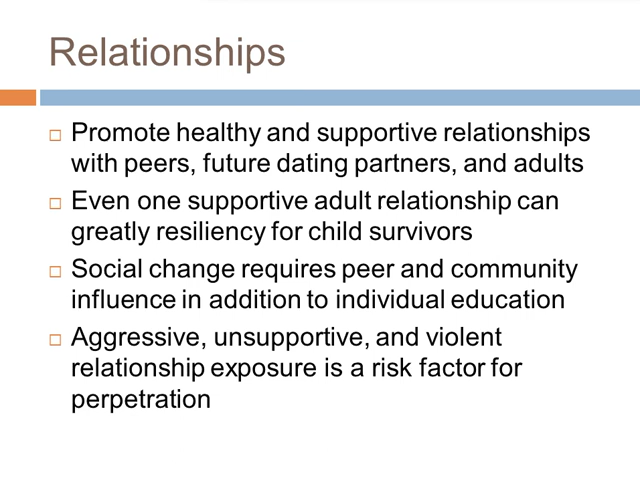 Relationships
Promote healthy and supportive relationships
with peers, future dating partners, and adults
Even one supportive adult relationship can
greatly resiliency for child survivors
Social change requires peer and community
influence in addition to individual education
Aggressive, unsupportive, and violent
relationship exposure is a risk factor for
perpetration